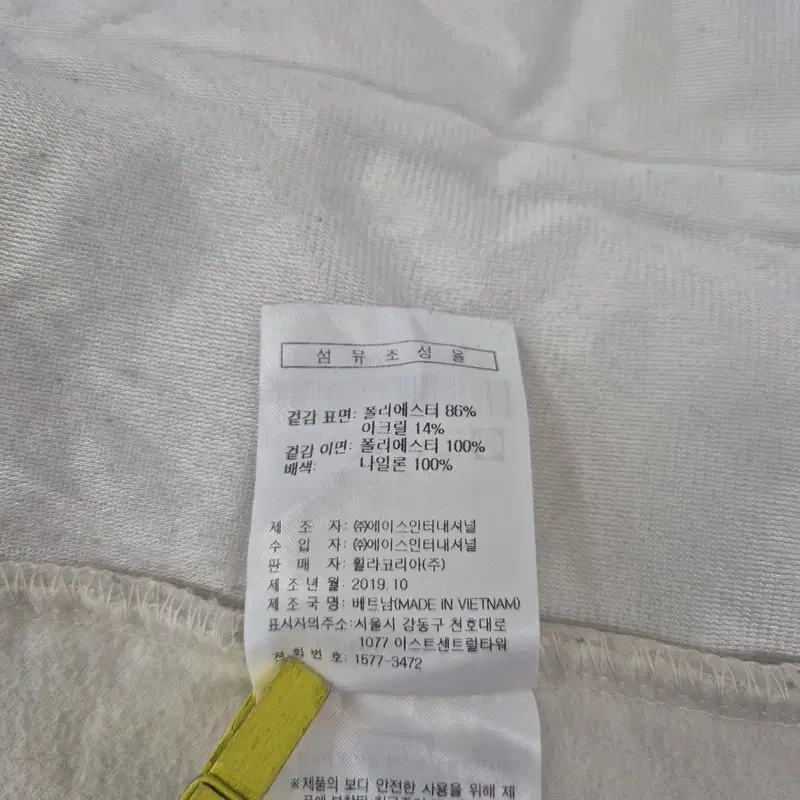 섬유조성율
겉감 표면: 폴리에스터 86%
아크릴 14%
겉감 이면: 폴리에스터 100%
배색: 나일론 100%
제 조 자: ㈜에이스인터내셔널
수 입 자: ㈜에이스인터내셔널
판 매 자: 휠라코리아(주)
제조년월: 2019.10
제조국명: 베트남(MADE IN VIETNAM)
표시자의주소: 서울시 강동구 천호대로
1077 이스트센트럴타워
전화번호: 1577-3472
※제품의 보다 안전한 사용을 위해 제